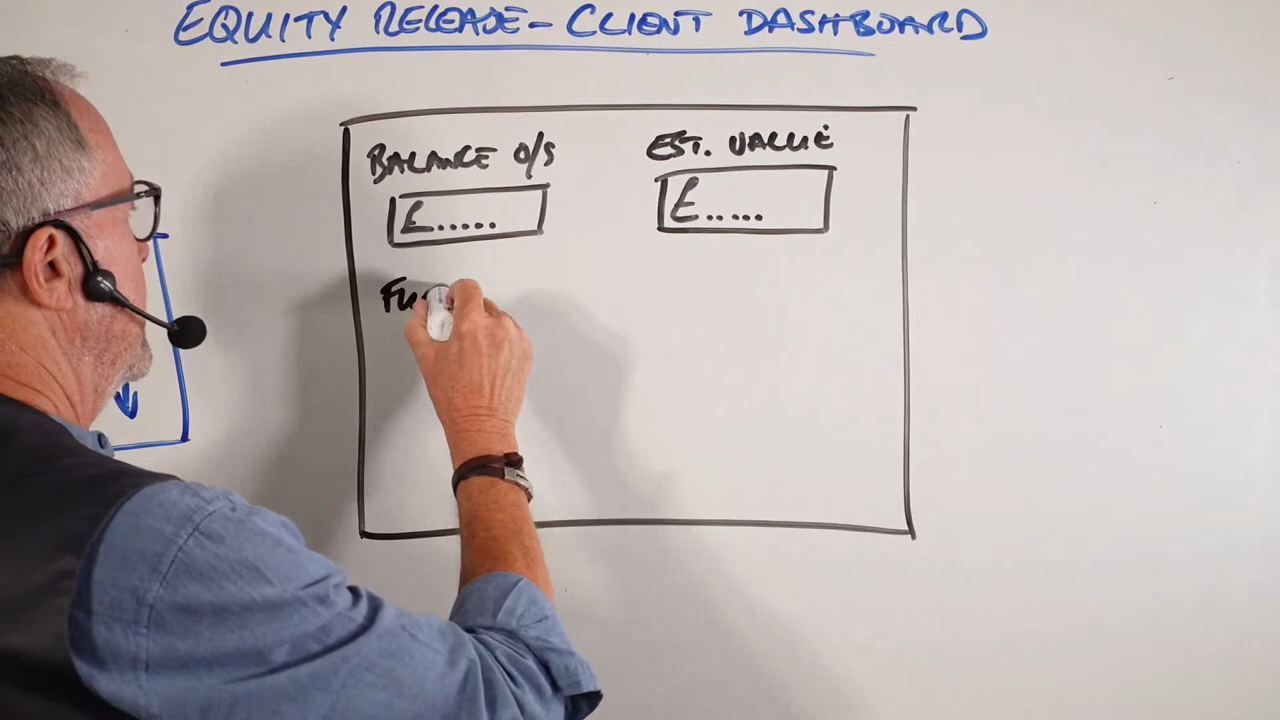 EQUITY RELEASE - CLIENT DASHBOARD
BALANCE O/S
EST. VALUE
£.....
£.....